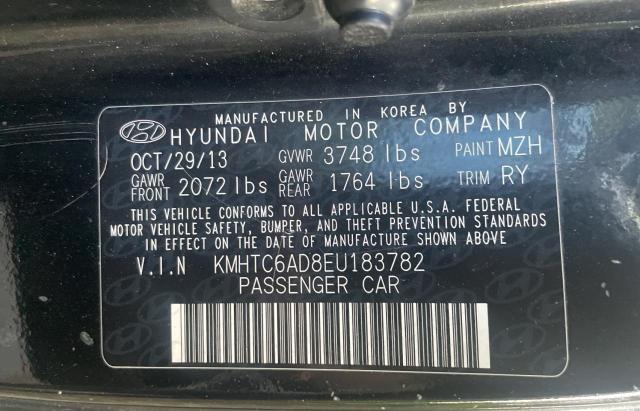 MANUFACTURED IN KOREA BY
HYUNDAI MOTOR COMPANY
OCT/29/13 GVWR 3748 lbs PAINT MZH
GAWR FRONT 2072 lbs GAWR REAR 1764 lbs TRIM RY
THIS VEHICLE CONFORMS TO ALL APPLICABLE U.S.A. FEDERAL
MOTOR VEHICLE SAFETY, BUMPER, AND THEFT PREVENTION STANDARDS
IN EFFECT ON THE DATE OF MANUFACTURE SHOWN ABOVE
V.I.N KMHTC6AD8EU183782
PASSENGER CAR